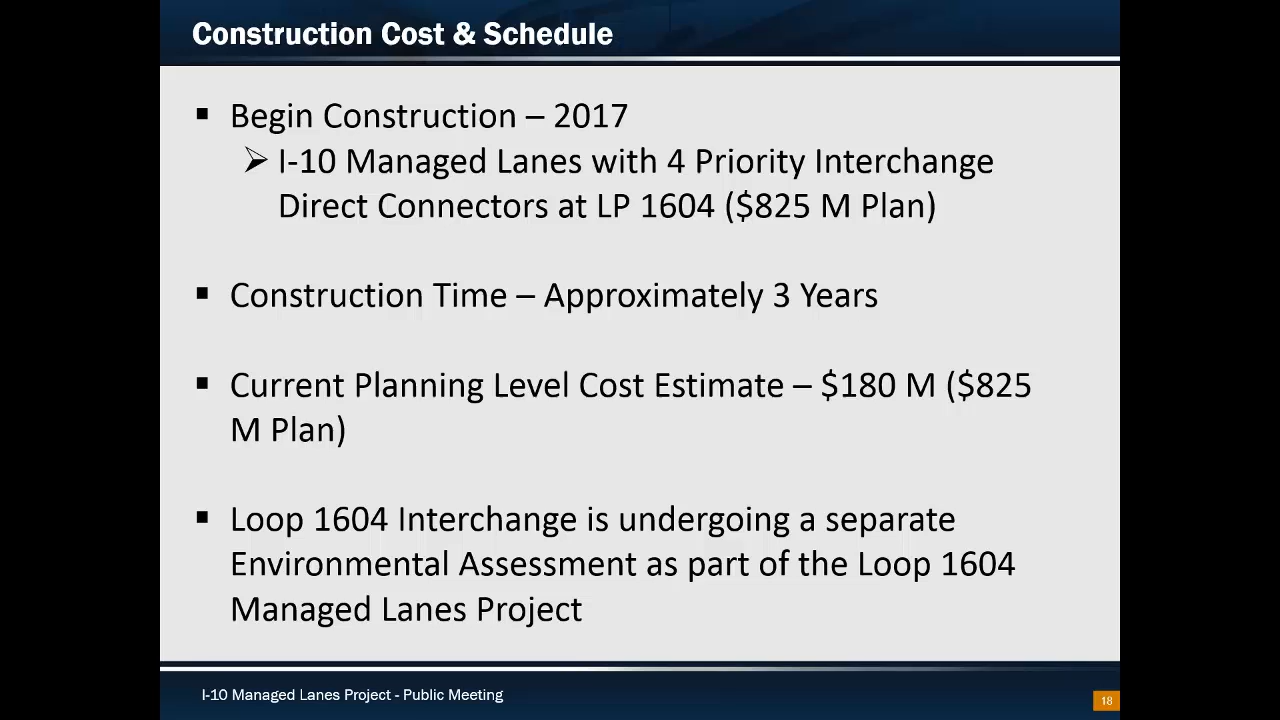 Construction Cost & Schedule
▪ Begin Construction – 2017
➢ I-10 Managed Lanes with 4 Priority Interchange
Direct Connectors at LP 1604 ($825 M Plan)
▪ Construction Time – Approximately 3 Years
▪ Current Planning Level Cost Estimate – $180 M ($825
M Plan)
▪ Loop 1604 Interchange is undergoing a separate
Environmental Assessment as part of the Loop 1604
Managed Lanes Project
I-10 Managed Lanes Project - Public Meeting
18